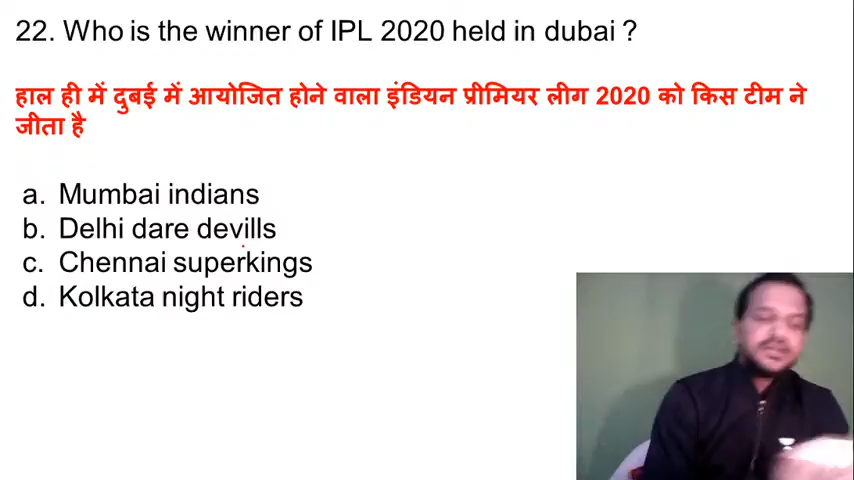 22. Who is the winner of IPL 2020 held in dubai ?
हाल ही में दुबई में आयोजित होने वाला इंडियन प्रीमियर लीग 2020 को किस टीम ने
जीता है
a. Mumbai indians
b. Delhi dare devills
c. Chennai superkings
d. Kolkata night riders